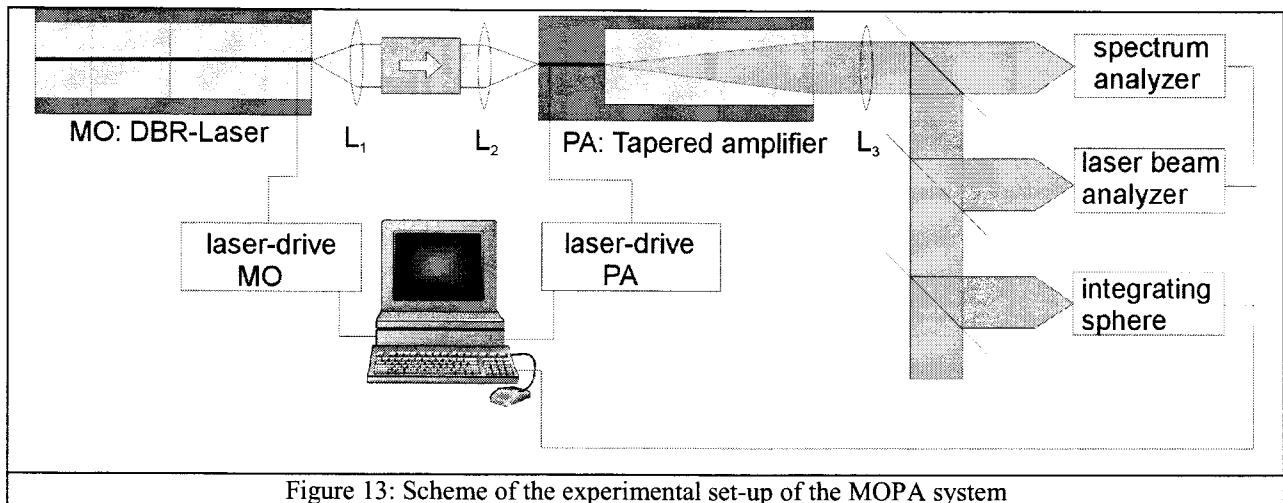 MO: DBR-Laser
L₁
L₂
PA: Tapered amplifier
L₃
spectrum
analyzer
laser beam
analyzer
integrating
sphere
laser-drive
MO
laser-drive
PA
Figure 13: Scheme of the experimental set-up of the MOPA system